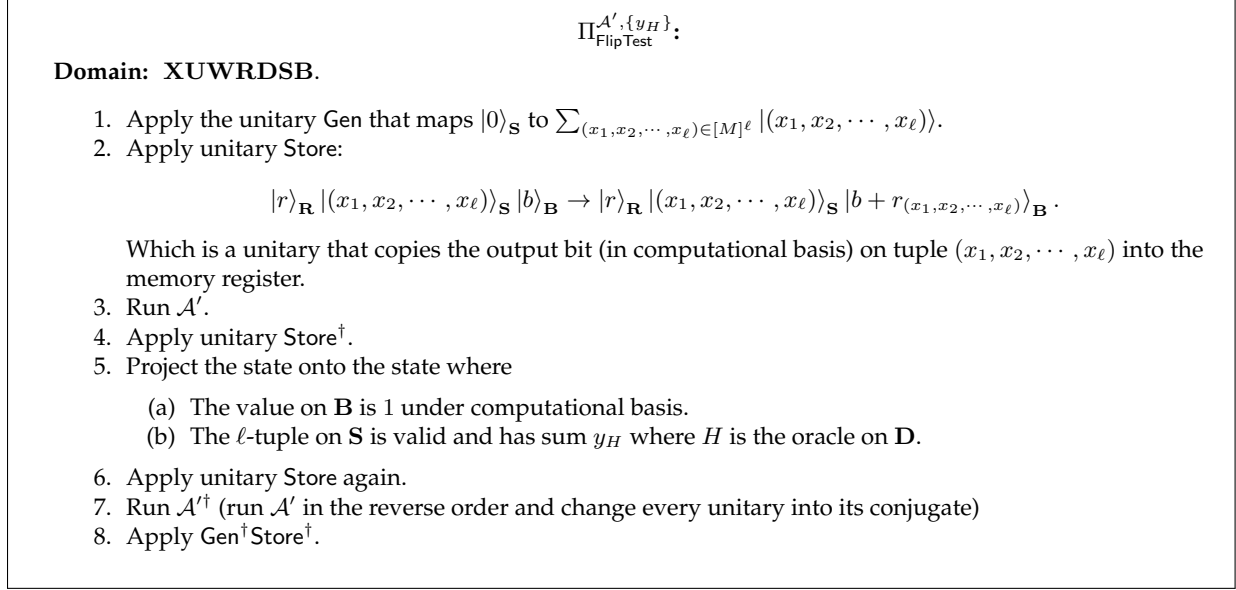 Π^{𝒜′,{y_H}}_{FlipTest}:
Domain: XUWRDSB.
1. Apply the unitary Gen that maps |0⟩_S to ∑_{(x_1,x_2,⋯,x_ℓ)∈[M]^ℓ} |(x_1, x_2, ⋯, x_ℓ)⟩.
2. Apply unitary Store:
|r⟩_R |(x_1, x_2, ⋯, x_ℓ)⟩_S |b⟩_B → |r⟩_R |(x_1, x_2, ⋯, x_ℓ)⟩_S |b + r_{(x_1,x_2,⋯,x_ℓ)}⟩_B .
Which is a unitary that copies the output bit (in computational basis) on tuple (x_1, x_2, ⋯, x_ℓ) into the
memory register.
3. Run 𝒜′.
4. Apply unitary Store^†.
5. Project the state onto the state where
(a) The value on B is 1 under computational basis.
(b) The ℓ-tuple on S is valid and has sum y_H where H is the oracle on D.
6. Apply unitary Store again.
7. Run 𝒜′^† (run 𝒜′ in the reverse order and change every unitary into its conjugate)
8. Apply Gen^†Store^†.